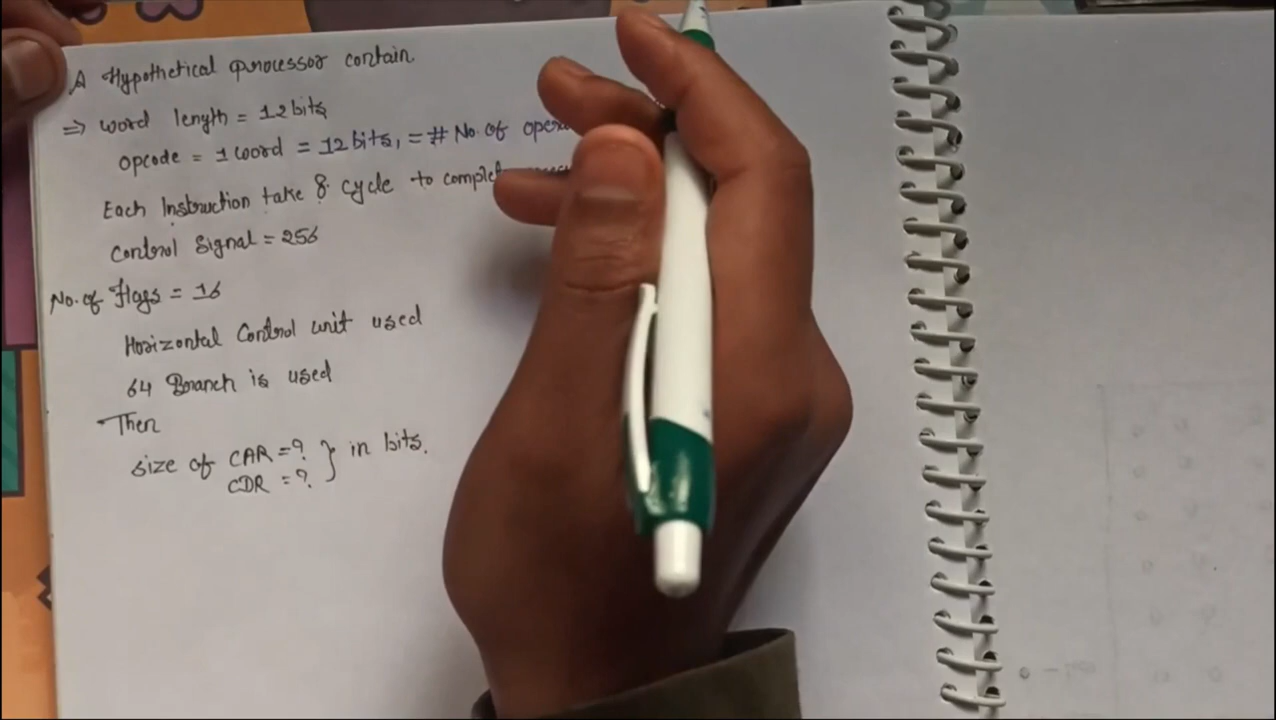 A Hypothetical processor contain
⇒ word length = 12 bits
opcode = 1 word = 12 bits, = # No. of
Each Instruction take 8 cycle to
Control Signal = 256
No. of Flags = 16
Horizontal Control unit used
64 Branch is used
Then
size of CAR = ? } in bits.
CDR = ?